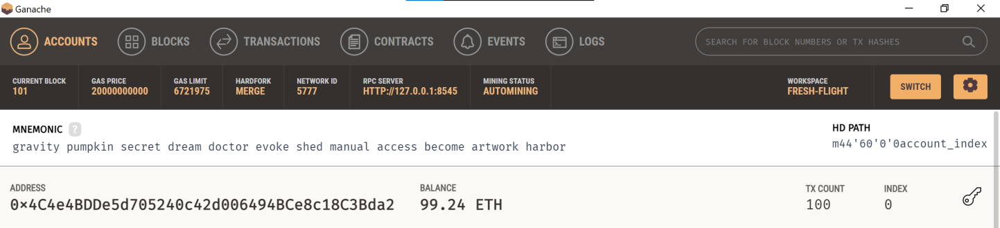 Ganache
ACCOUNTS BLOCKS TRANSACTIONS CONTRACTS EVENTS LOGS SEARCH FOR BLOCK NUMBERS OR TX HASHES
CURRENT BLOCK GAS PRICE GAS LIMIT HARDFORK NETWORK ID RPC SERVER MINING STATUS WORKSPACE
101 20000000000 6721975 MERGE 5777 HTTP://127.0.0.1:8545 AUTOMINING FRESH-FLIGHT SWITCH
MNEMONIC ? HD PATH
gravity pumpkin secret dream doctor evoke shed manual access become artwork harbor m44'60'0'0account_index
ADDRESS BALANCE TX COUNT INDEX
0×4C4e4BDDe5d705240c42d006494BCe8c18C3Bda2 99.24 ETH 100 0